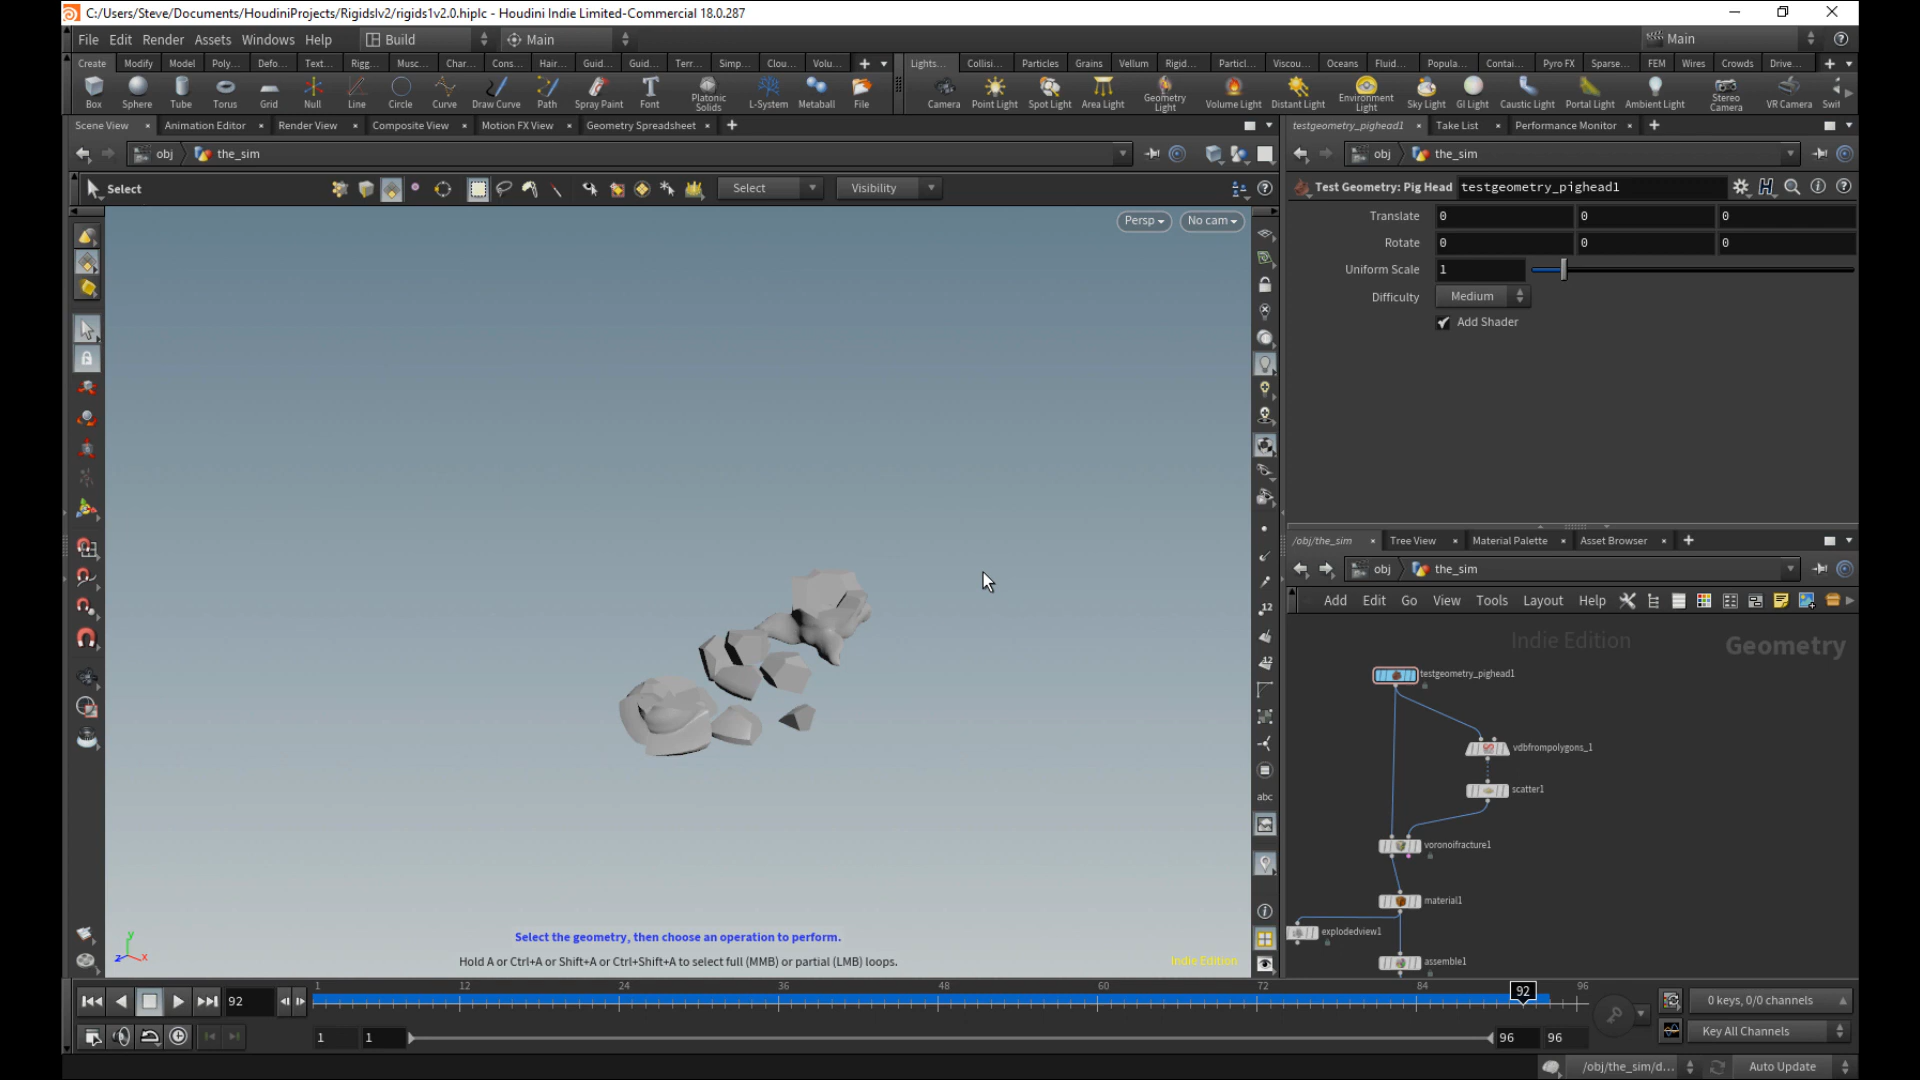 C:/Users/Steve/Documents/HoudiniProjects/Rigidslv2/rigids1v2.0.hiplc - Houdini Indie Limited-Commercial 18.0.287
File Edit Render Assets Windows Help Build Main Main
Create Modify Model Poly... Defo... Text... Rigg... Musc... Char... Cons... Hair... Guid... Guid... Terr... Simp... Clou... Volu...
Lights... Collisi... Particles Grains Vellum Rigid... Particl... Viscou... Oceans Fluid... Popula... Contai... Pyro FX Sparse... FEM Wires Crowds Drive...
Box Sphere Tube Torus Grid Null Line Circle Curve Draw Curve Path Spray Paint Font Platonic Solids L-System Metaball File
Camera Point Light Spot Light Area Light Geometry Light Volume Light Distant Light Environment Light Sky Light GI Light Caustic Light Portal Light Ambient Light Stereo Camera VR Camera Swit
Scene View Animation Editor Render View Composite View Motion FX View Geometry Spreadsheet
testgeometry_pighead1 Take List Performance Monitor
obj the_sim
obj the_sim
Select Select Visibility
Test Geometry: Pig Head testgeometry_pighead1
Persp No cam
Translate 0 0 0
Rotate 0 0 0
Uniform Scale 1
Difficulty Medium
Add Shader
/obj/the_sim Tree View Material Palette Asset Browser
obj the_sim
Add Edit Go View Tools Layout Help
Indie Edition Geometry
testgeometry_pighead1
vdbfrompolygons_1
scatter1
voronoifracture1
material1
explodedview1
assemble1
12
12
abc
Select the geometry, then choose an operation to perform.
Hold A or Ctrl+A or Shift+A or Ctrl+Shift+A to select full (MMB) or partial (LMB) loops.
Indie Edition
y
z x
92 1 12 24 36 48 60 72 84 92 96
0 keys, 0/0 channels
1 1 96 96
Key All Channels
/obj/the_sim/d... Auto Update